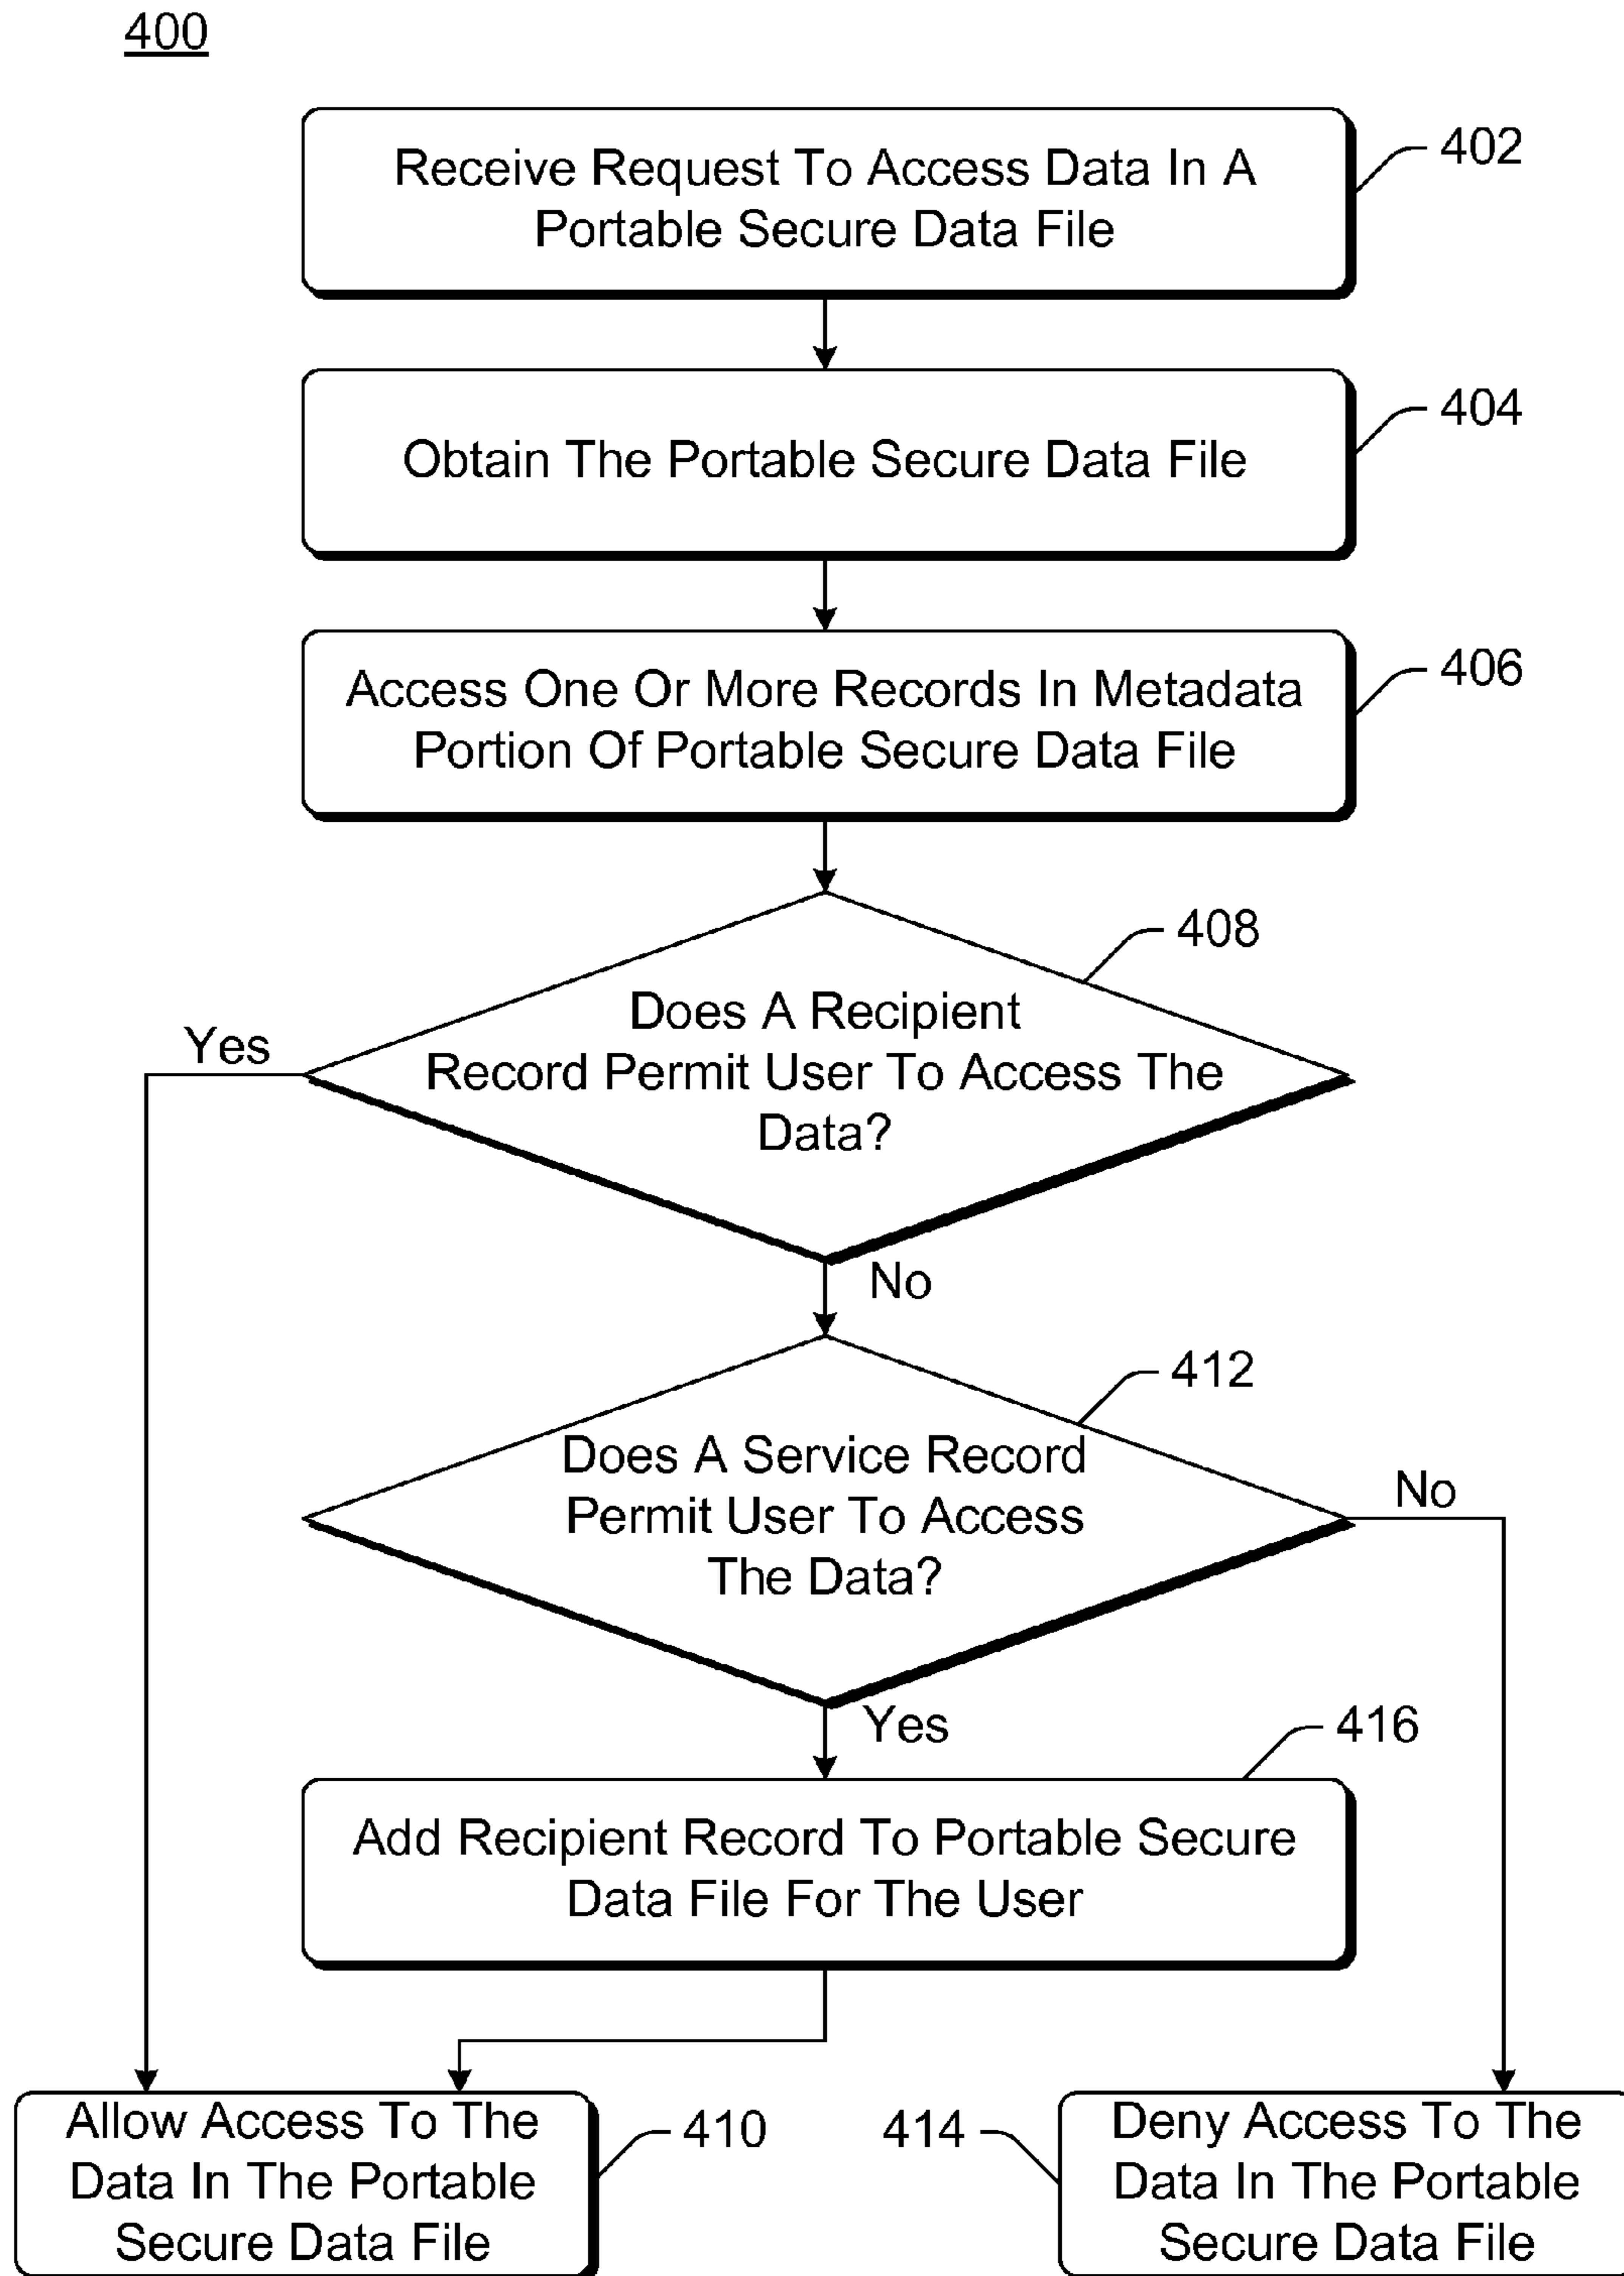 400
Receive Request To Access Data In A
Portable Secure Data File
402
Obtain The Portable Secure Data File
404
Access One Or More Records In Metadata
Portion Of Portable Secure Data File
406
408
Does A Recipient
Record Permit User To Access The
Data?
Yes
No
412
Does A Service Record
Permit User To Access
The Data?
No
Yes
416
Add Recipient Record To Portable Secure
Data File For The User
Allow Access To The
Data In The Portable
Secure Data File
410
414
Deny Access To The
Data In The Portable
Secure Data File